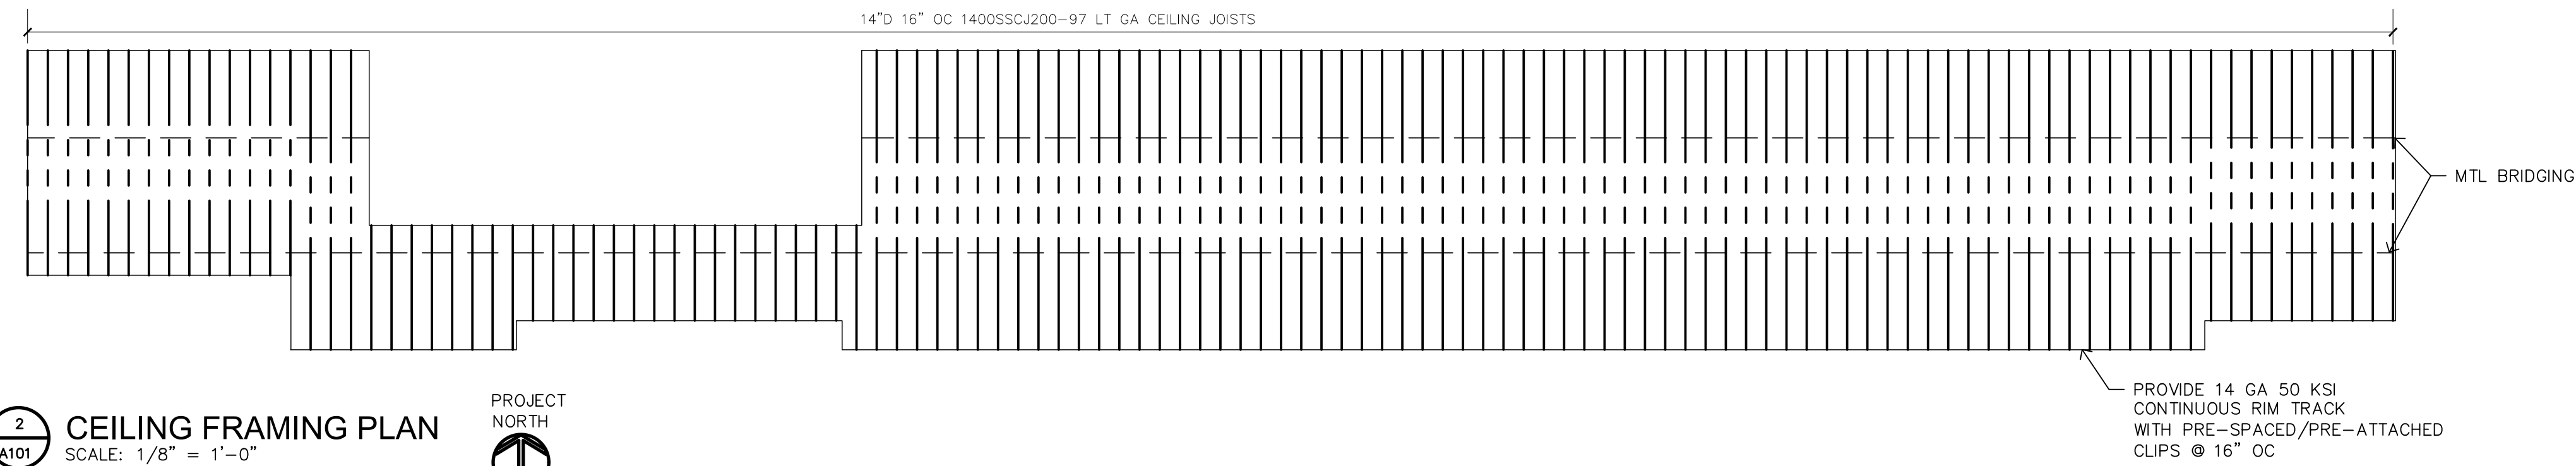 14"D 16" OC 1400SSCJ200-97 LT GA CEILING JOISTS
MTL BRIDGING
PROVIDE 14 GA 50 KSI
CONTINUOUS RIM TRACK
WITH PRE-SPACED/PRE-ATTACHED
CLIPS @ 16" OC
PROJECT
NORTH
2
A101
CEILING FRAMING PLAN
SCALE: 1/8" = 1'-0"